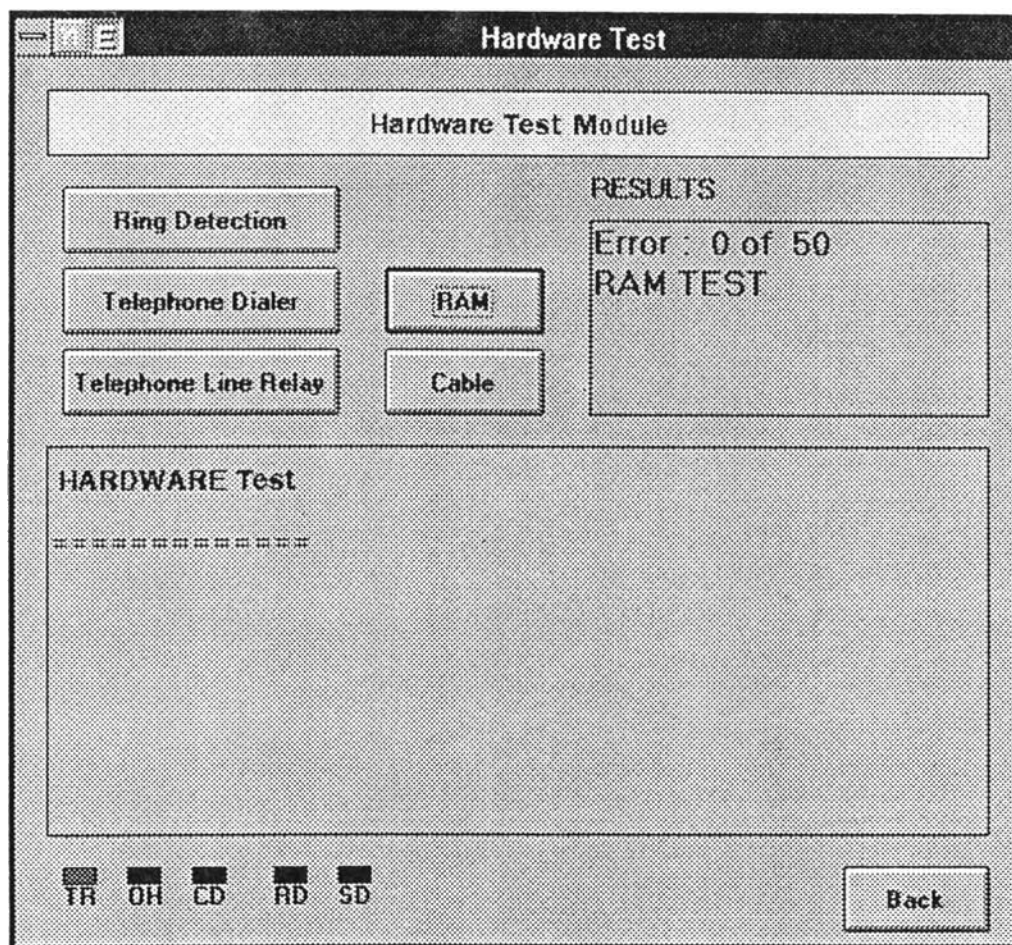 Hardware Test
Hardware Test Module
Ring Detection
Telephone Dialer
Telephone Line Relay
RAM
Cable
RESULTS
Error : 0 of 50
RAM TEST
HARDWARE Test
=============
TR OH CD RD SD
Back